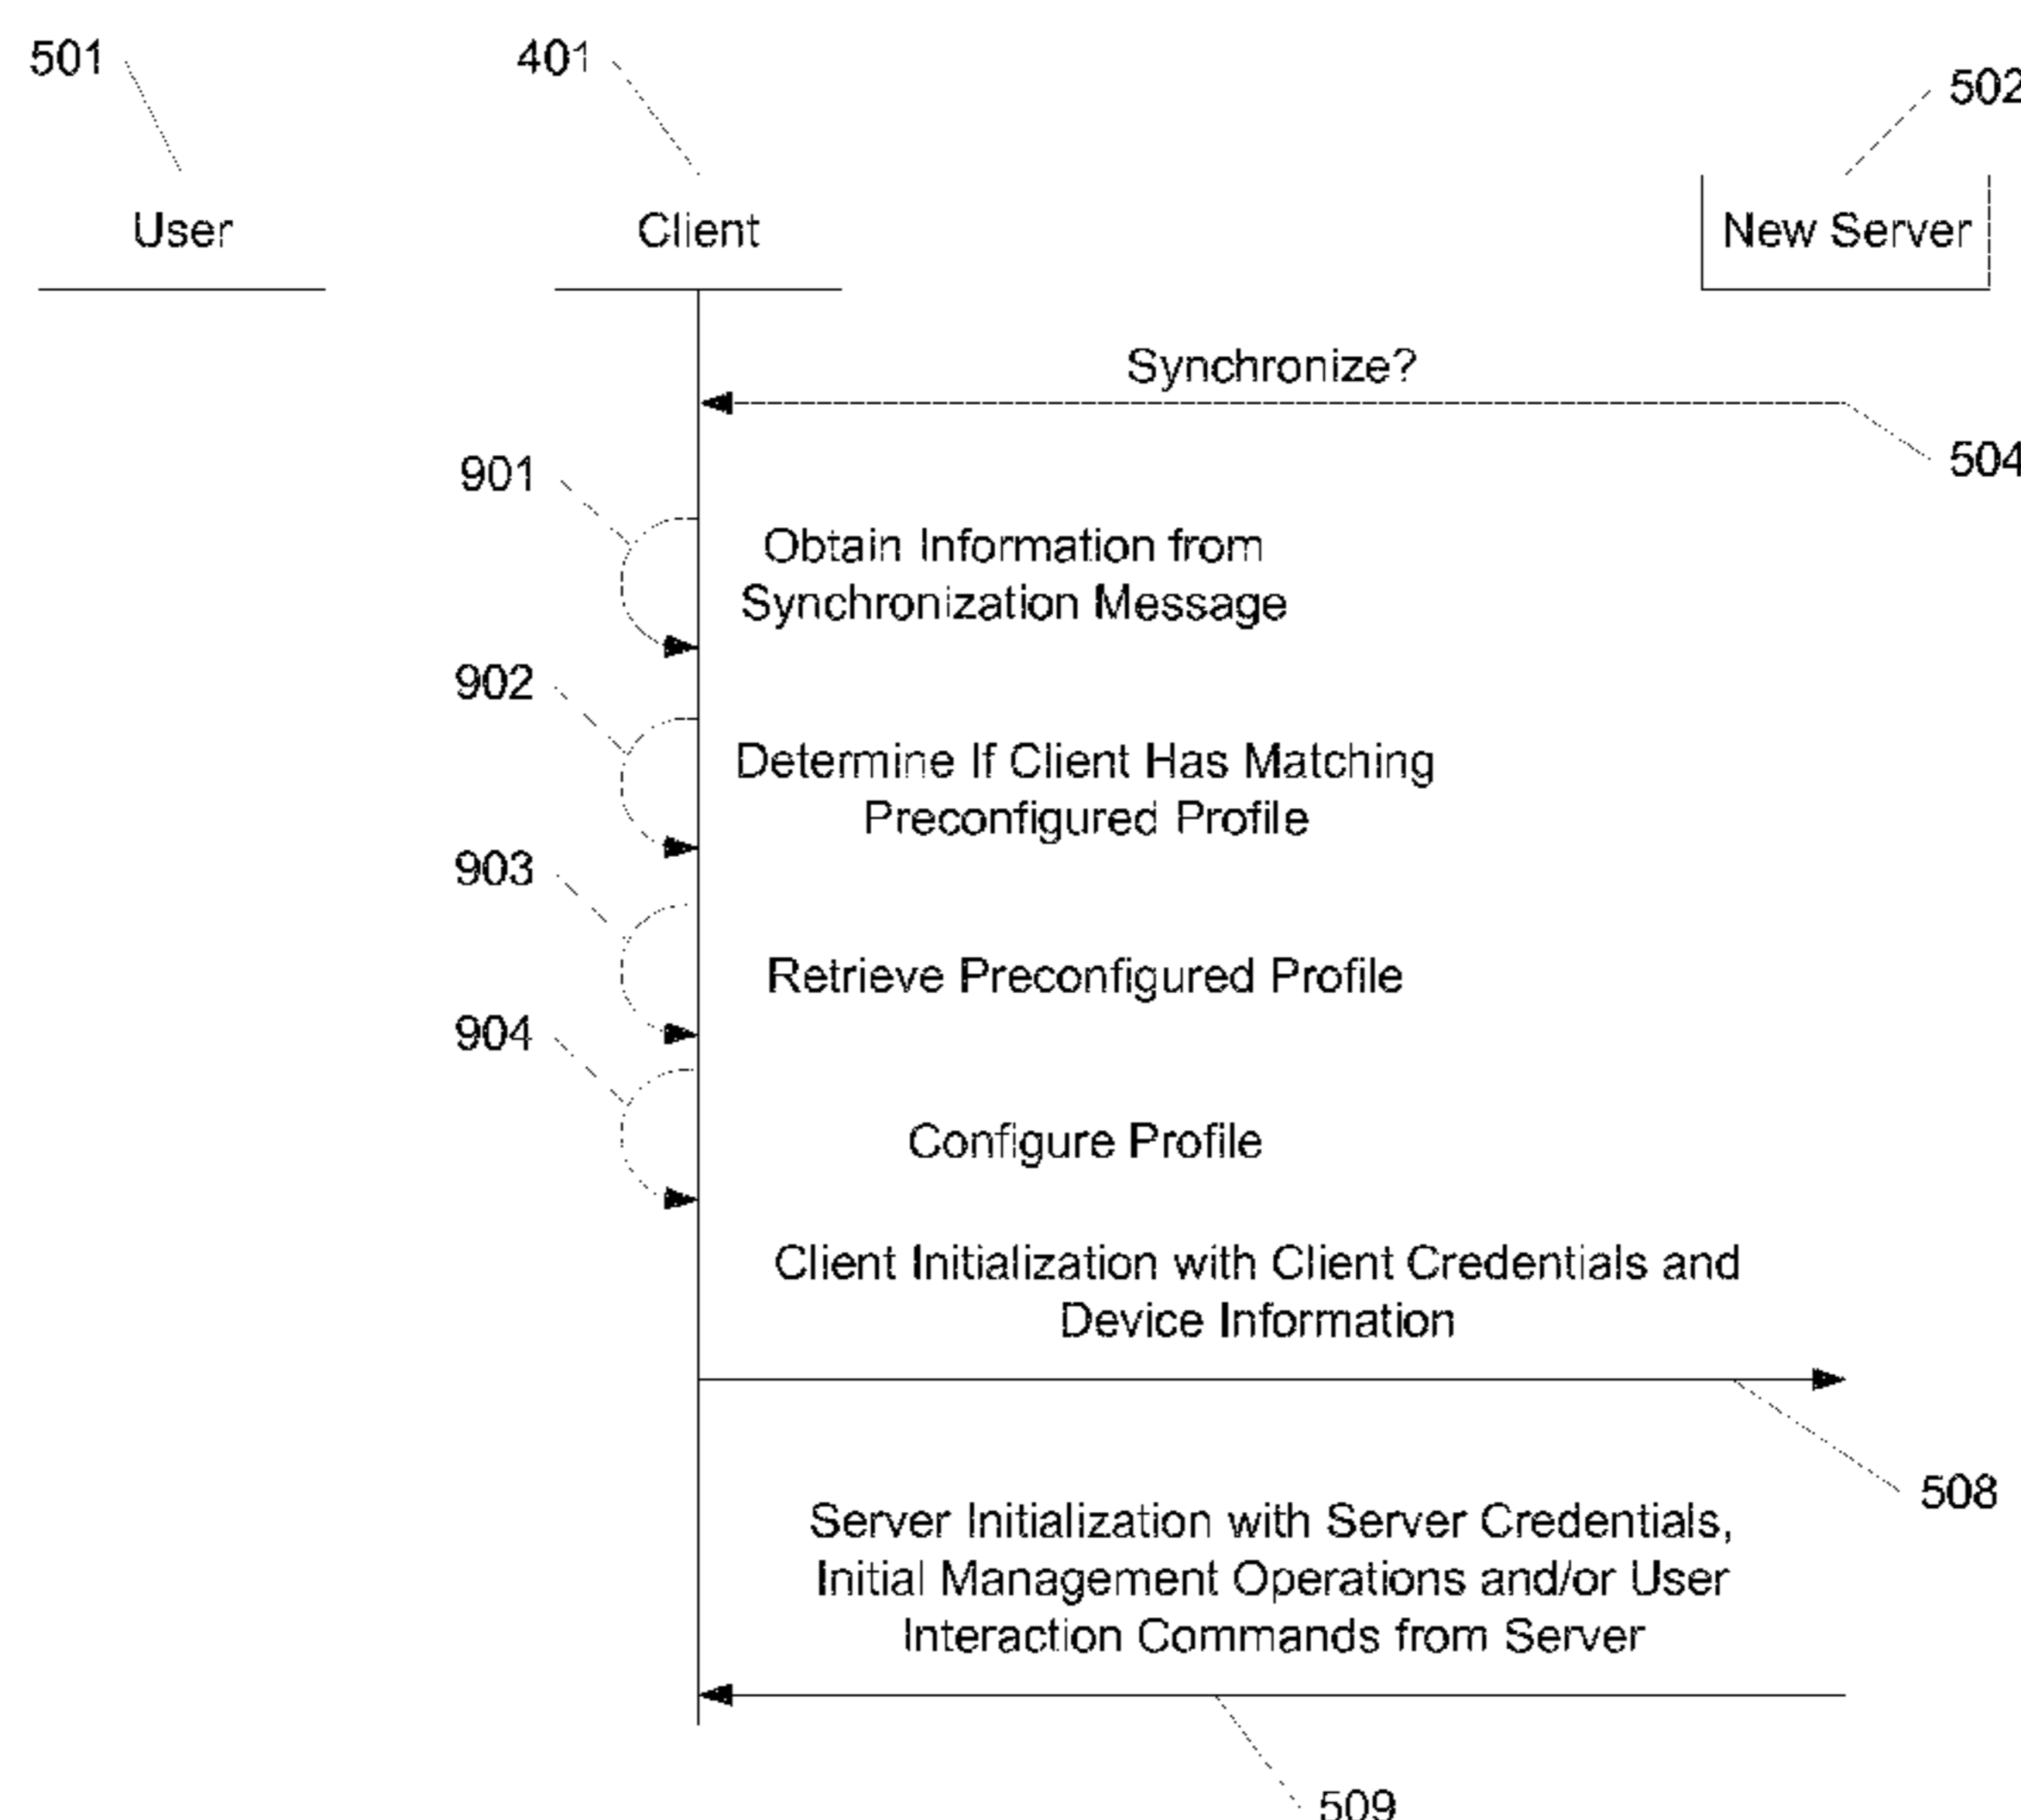 501
401
502
User
Client
New Server
Synchronize?
504
901
Obtain Information from
Synchronization Message
902
Determine If Client Has Matching
Preconfigured Profile
903
Retrieve Preconfigured Profile
904
Configure Profile
Client Initialization with Client Credentials and
Device Information
508
Server Initialization with Server Credentials,
Initial Management Operations and/or User
Interaction Commands from Server
509